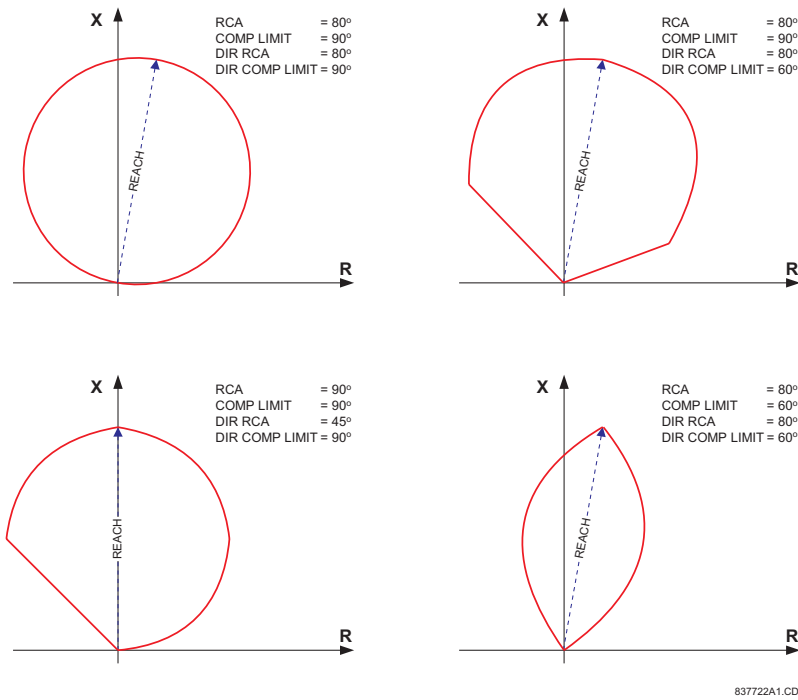 X
RCA = 80º
COMP LIMIT = 90º
DIR RCA = 80º
DIR COMP LIMIT = 90º
REACH
R
X
RCA = 80º
COMP LIMIT = 90º
DIR RCA = 80º
DIR COMP LIMIT = 60º
REACH
R
X
RCA = 90º
COMP LIMIT = 90º
DIR RCA = 45º
DIR COMP LIMIT = 90º
REACH
R
X
RCA = 80º
COMP LIMIT = 60º
DIR RCA = 80º
DIR COMP LIMIT = 60º
REACH
R
837722A1.CD